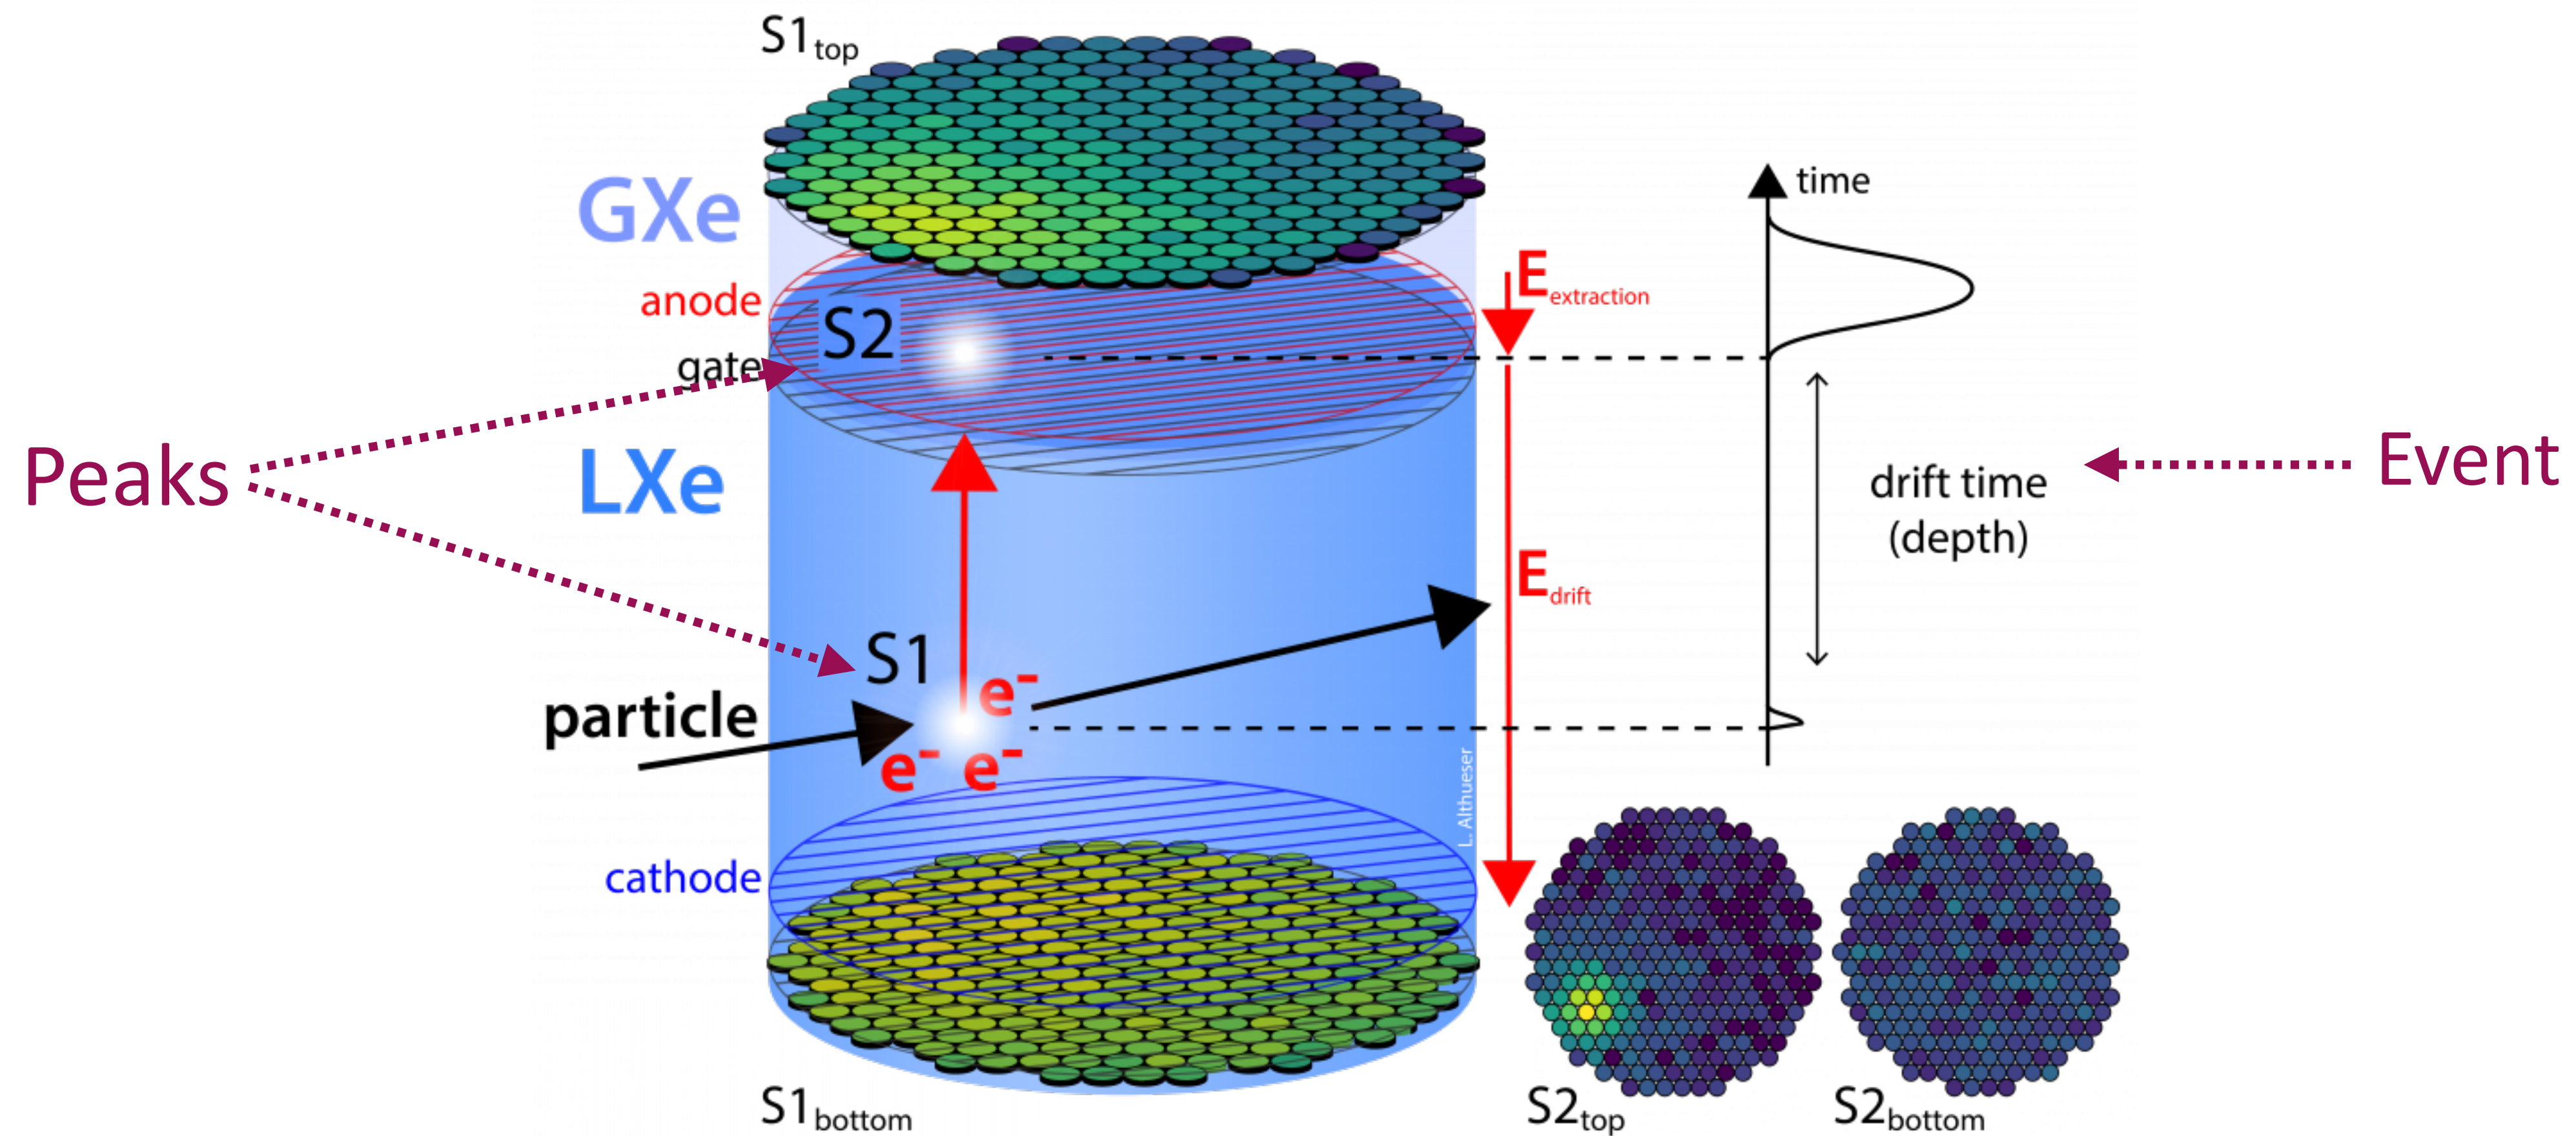 S1top
GXe
anode
S2
gate
Peaks
LXe
S1
e-
particle
e- e-
cathode
S1bottom
Eextraction
Edrift
L. Althueser
time
drift time
(depth)
Event
S2top
S2bottom